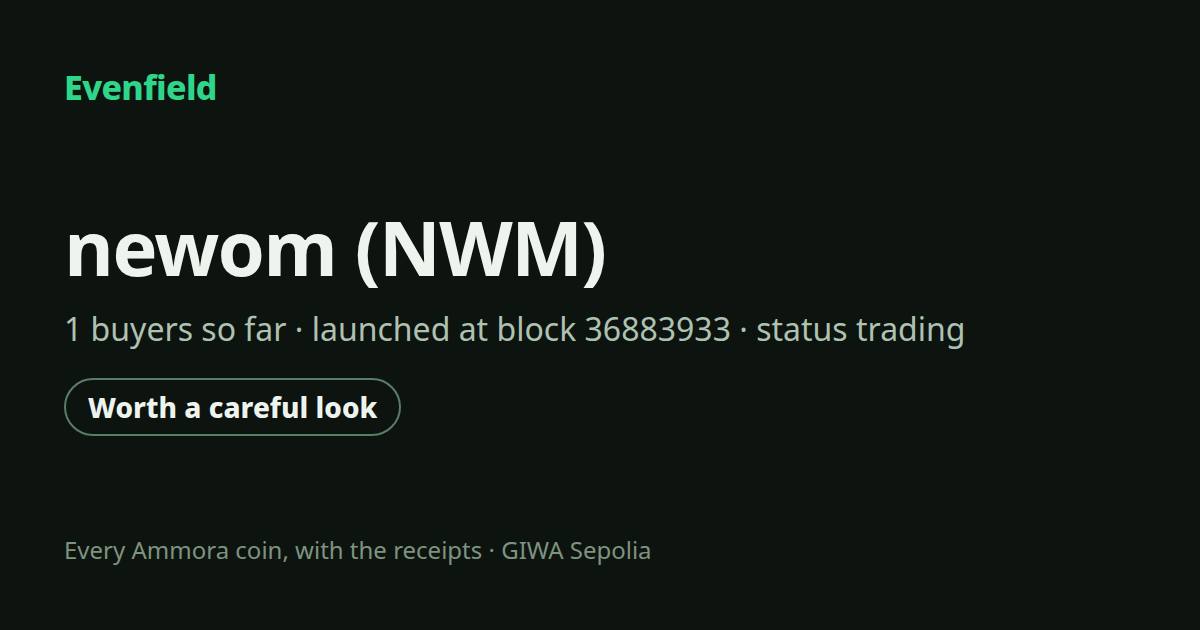 Evenfield
newom (NWM)
1 buyers so far · launched at block 36883933 · status trading
Worth a careful look
Every Ammora coin, with the receipts · GIWA Sepolia